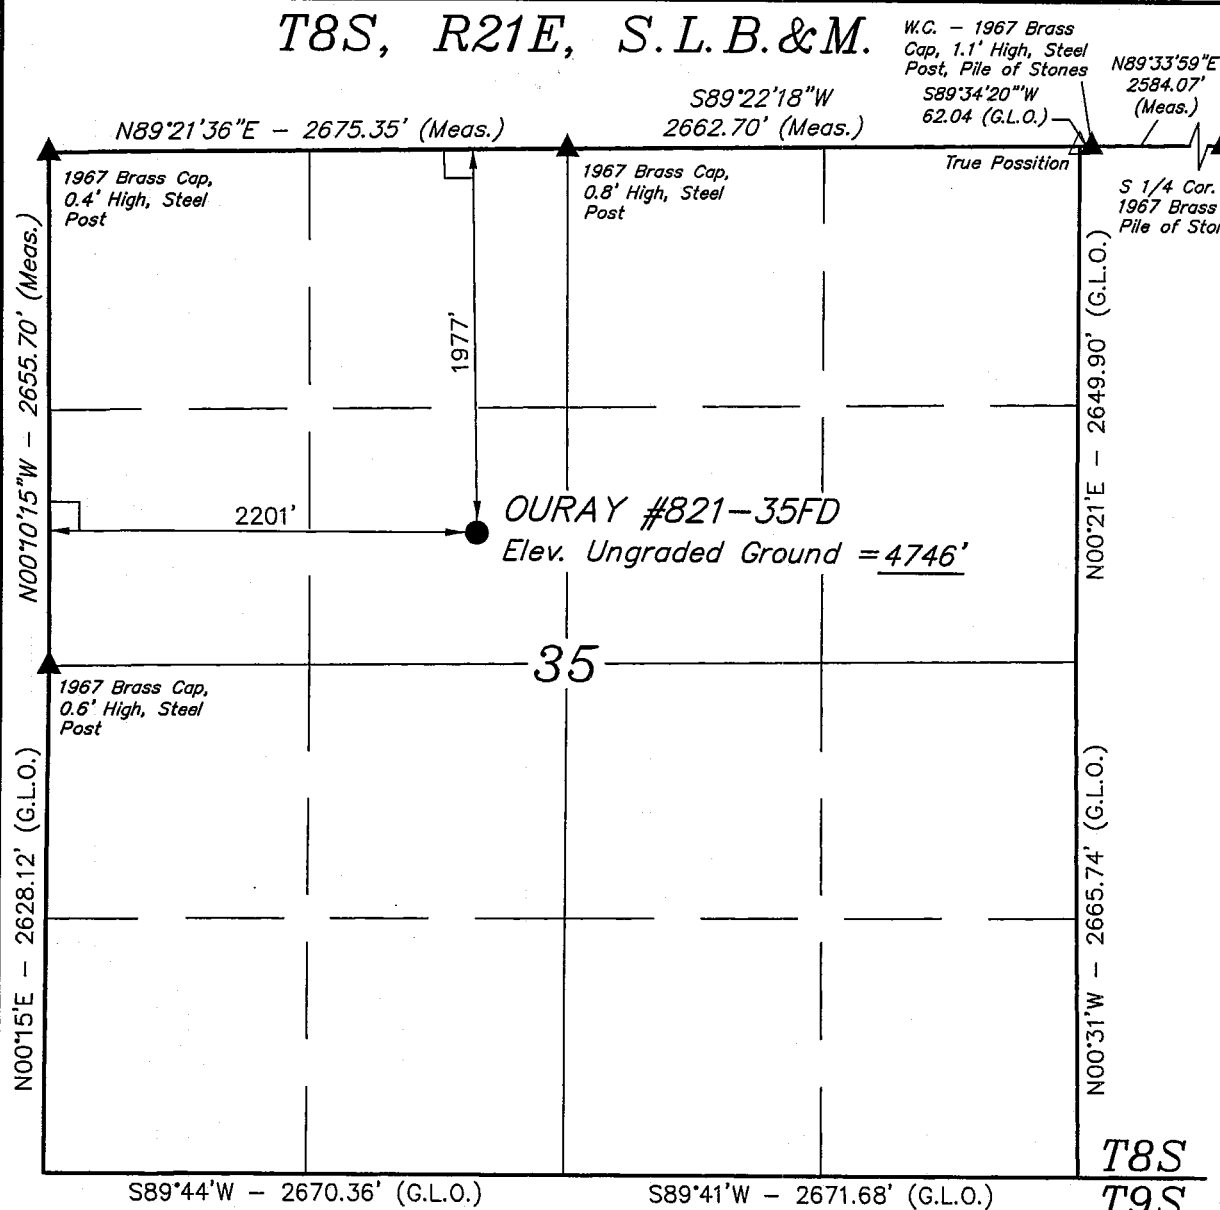 T8S, R21E, S.L.B.&M.
W.C. - 1967 Brass
Cap, 1.1' High, Steel
Post, Pile of Stones
N89°33'59"E
2584.07'
(Meas.)
S89°34'20"W
62.04 (G.L.O.)
S89°22'18"W
2662.70' (Meas.)
N89°21'36"E - 2675.35' (Meas.)
True Possition
1967 Brass Cap,
0.4' High, Steel
Post
1967 Brass Cap,
0.8' High, Steel
Post
S 1/4 Cor.
1967 Brass
Pile of
N00°10'15"W - 2655.70' (Meas.)
1977'
N00°21'E - 2649.90' (G.L.O.)
2201'
OURAY #821-35FD
Elev. Ungraded Ground = 4746'
35
1967 Brass Cap,
0.6' High, Steel
Post
N00°15'E - 2628.12' (G.L.O.)
N00°31'W - 2665.74' (G.L.O.)
T8S
T9S
S89°44'W - 2670.36' (G.L.O.)
S89°41'W - 2671.68' (G.L.O.)